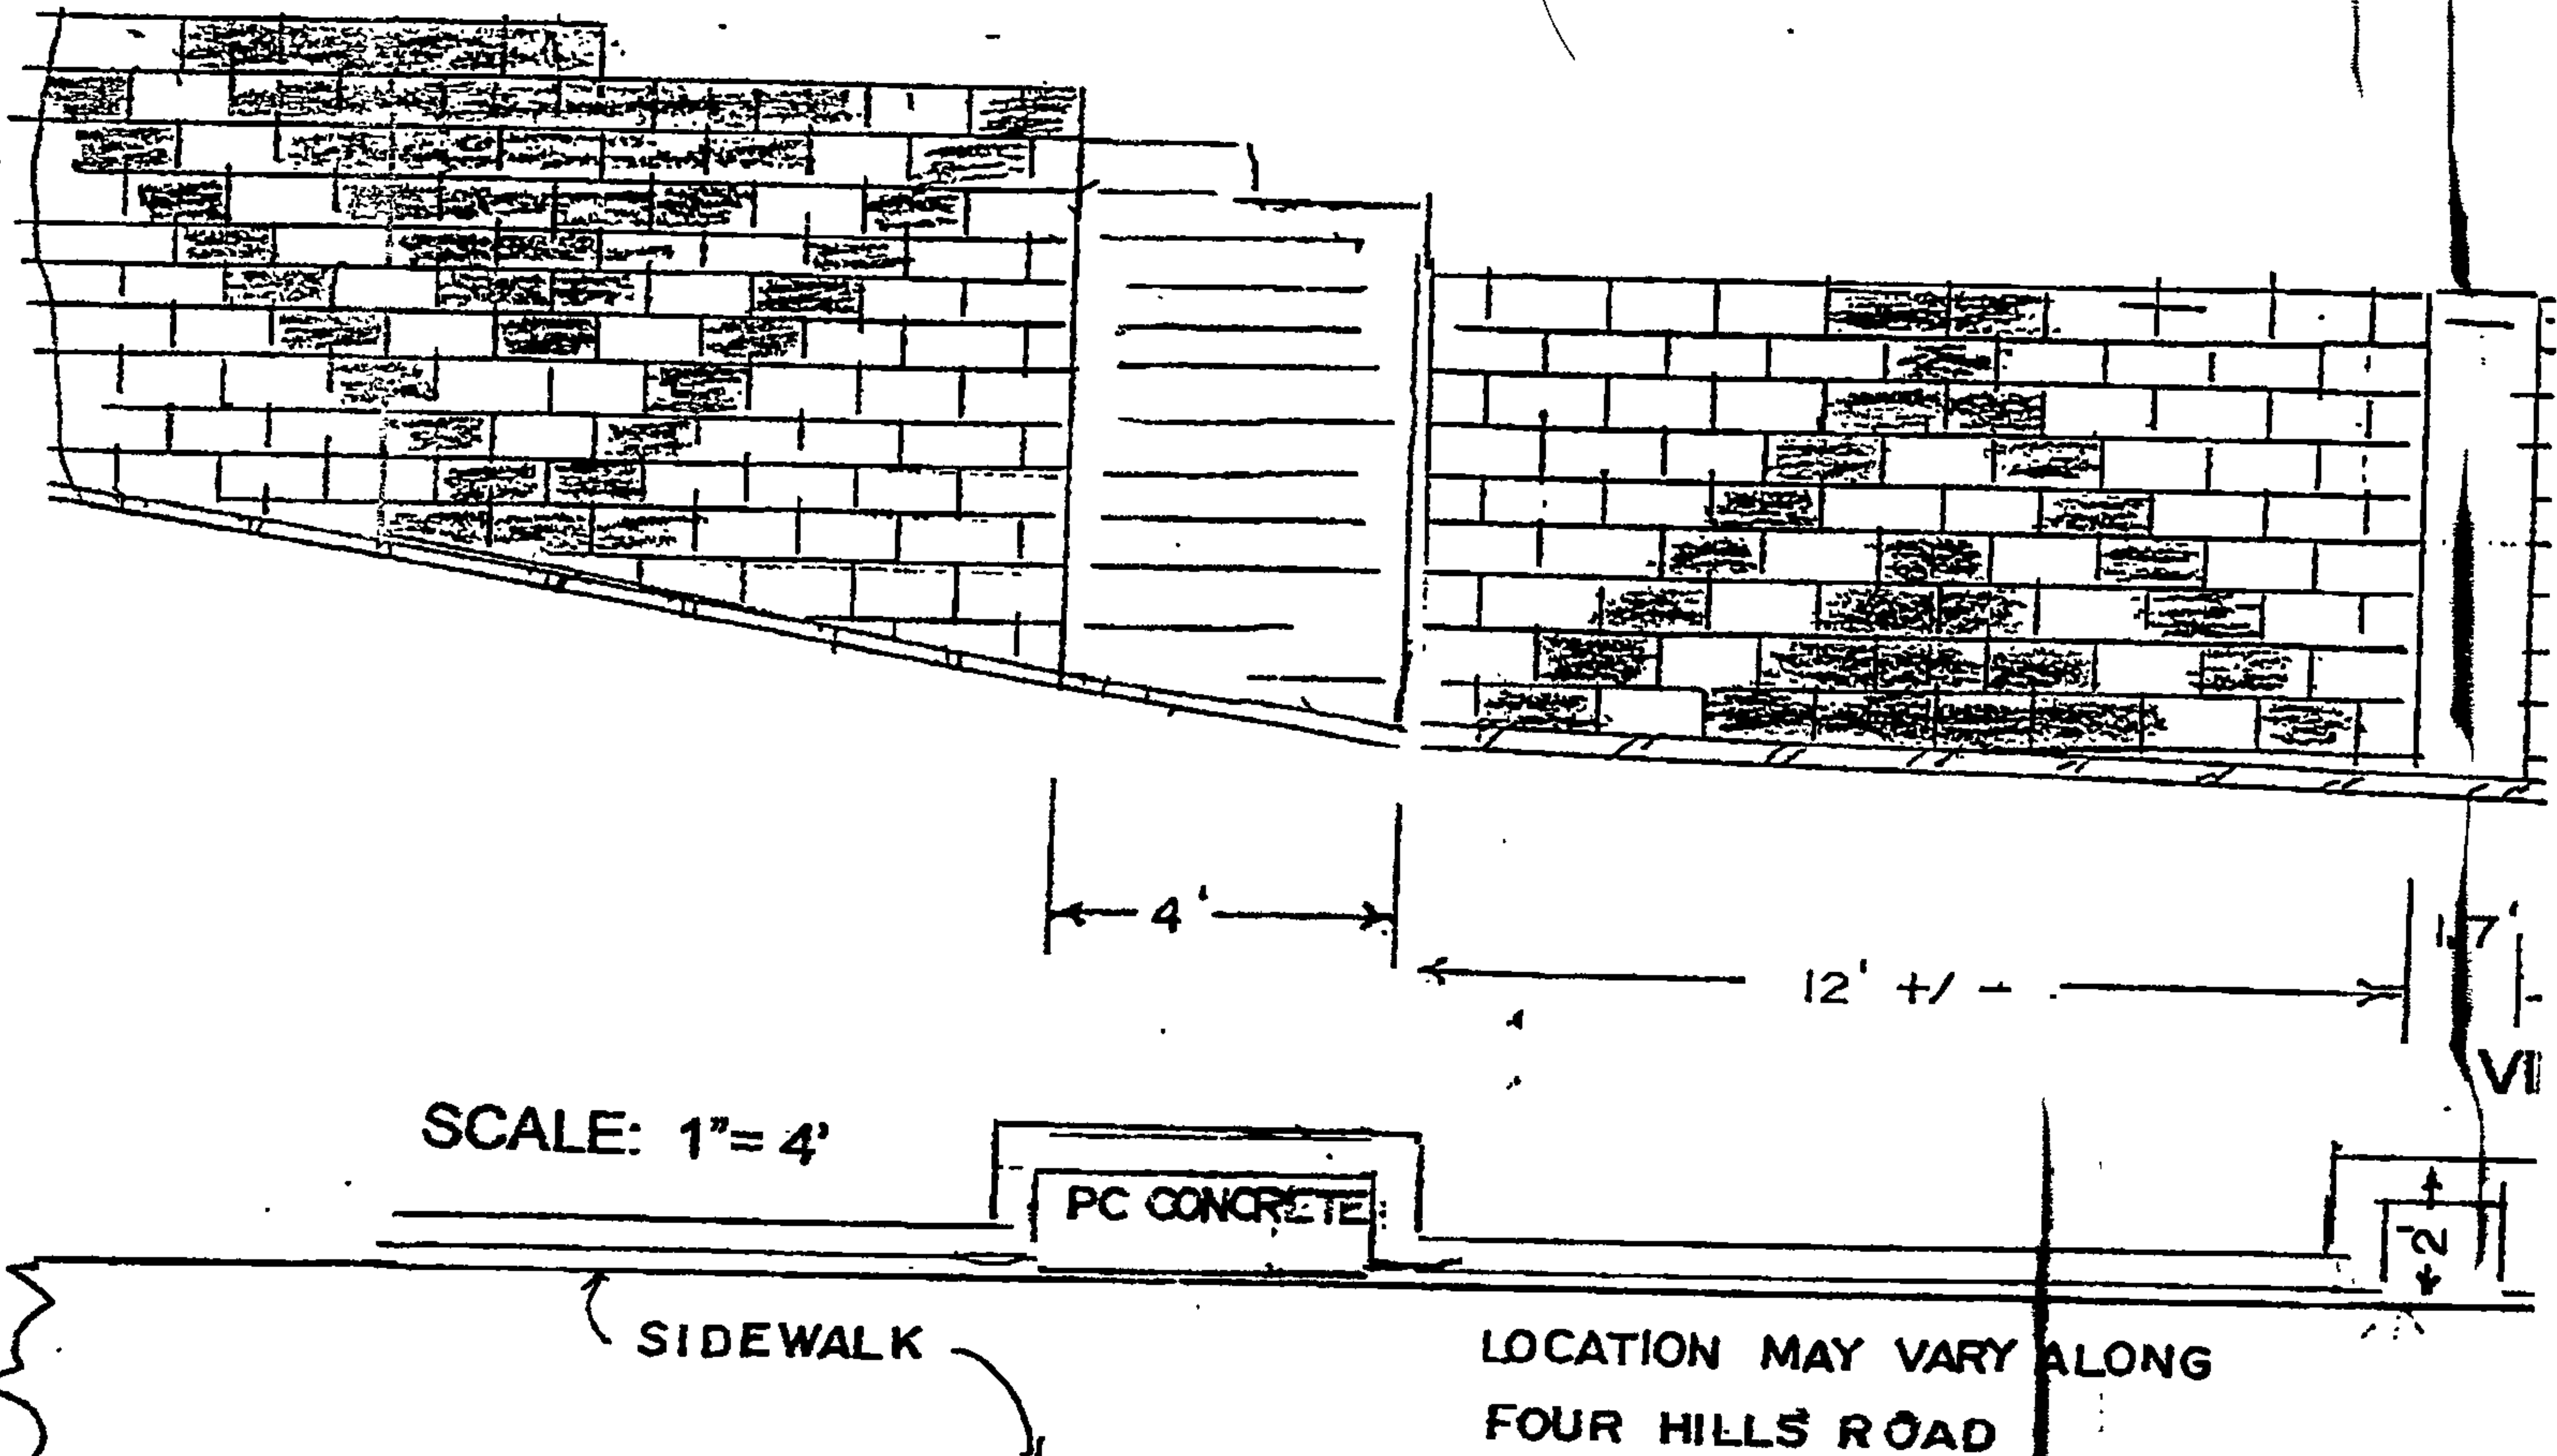 4'
1.7'
12' +/-
SCALE: 1"= 4'
PC CONCRETE
2'
SIDEWALK
LOCATION MAY VARY ALONG
FOUR HILLS ROAD